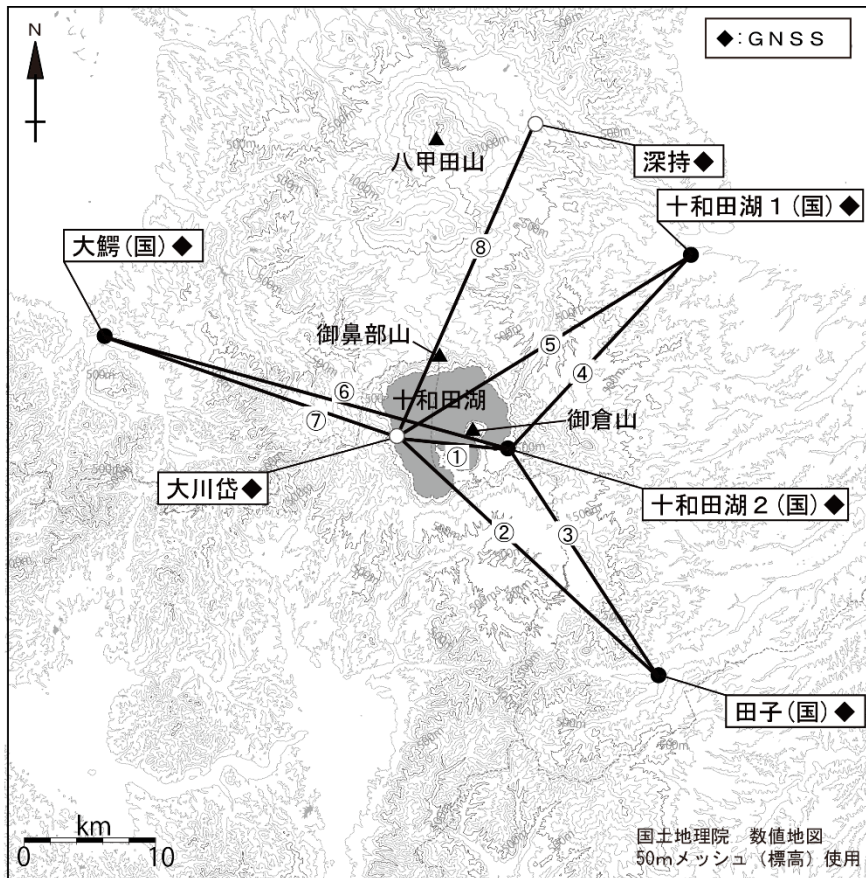 N
◆:GNSS
八甲田山
深持◆
十和田湖1(国)◆
大鰐(国)◆
⑧
御鼻部山
⑤
④
⑥
十和田湖
⑦
御倉山
①
大川岱◆
十和田湖2(国)◆
②
③
田子(国)◆
km
0 10
国土地理院 数値地図
50mメッシュ(標高)使用
500m
1000m